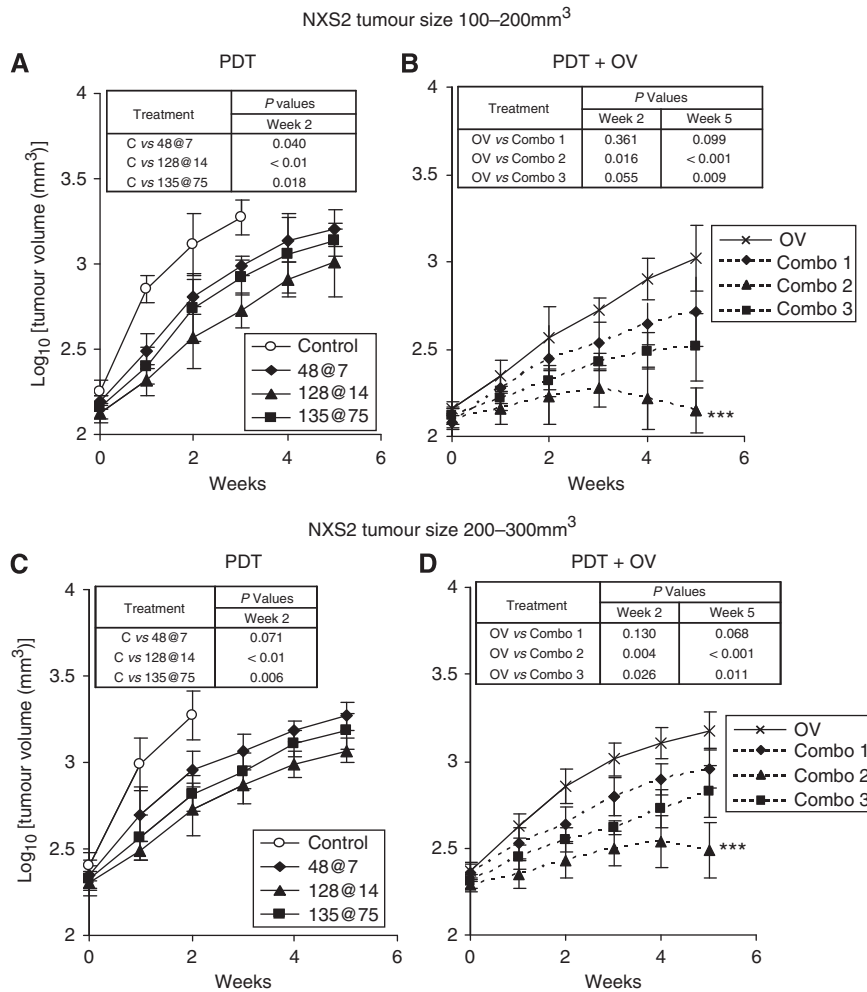 NXS2 tumour size 100–200mm³
A
PDT
Log₁₀ [tumour volume (mm³)]
4
3.5
3
2.5
2
Treatment
P values
Week 2
C vs 48@7 0.040
C vs 128@14 < 0.01
C vs 135@75 0.018
Control
48@7
128@14
135@75
0 2 4 6
Weeks
B
PDT + OV
4
3.5
3
2.5
2
Treatment
P Values
Week 2 Week 5
OV vs Combo 1 0.361 0.099
OV vs Combo 2 0.016 < 0.001
OV vs Combo 3 0.055 0.009
OV
Combo 1
Combo 2
Combo 3
***
0 2 4 6
Weeks
NXS2 tumour size 200–300mm³
C
PDT
Log₁₀ [tumour volume (mm³)]
4
3.5
3
2.5
2
Treatment
P Values
Week 2
C vs 48@7 0.071
C vs 128@14 < 0.01
C vs 135@75 0.006
Control
48@7
128@14
135@75
0 2 4 6
Weeks
D
PDT + OV
4
3.5
3
2.5
2
Treatment
P Values
Week 2 Week 5
OV vs Combo 1 0.130 0.068
OV vs Combo 2 0.004 < 0.001
OV vs Combo 3 0.026 0.011
OV
Combo 1
Combo 2
Combo 3
***
0 2 4 6
Weeks